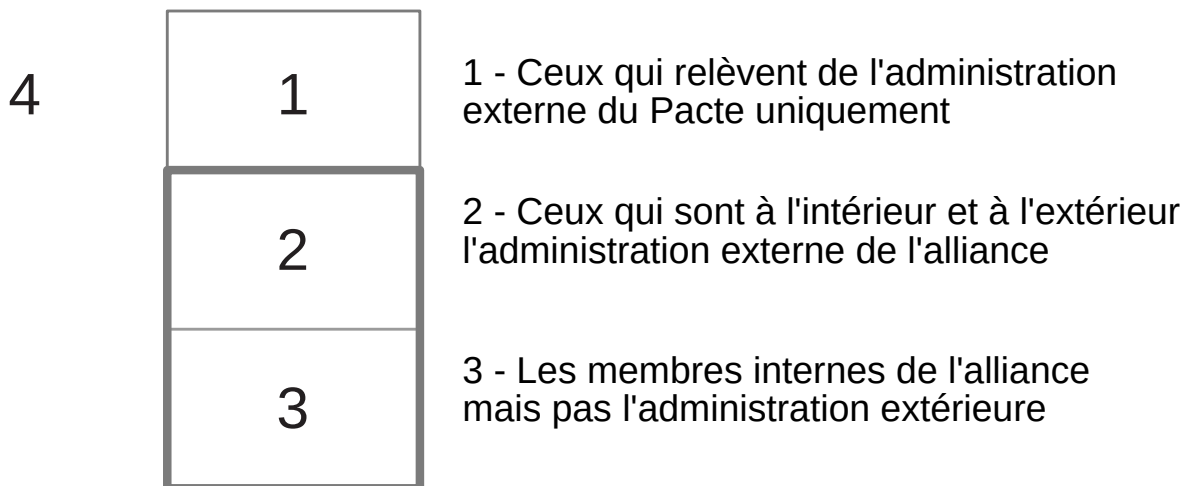 4
1
1 - Ceux qui relèvent de l'administration
externe du Pacte uniquement
2
2 - Ceux qui sont à l'intérieur et à l'extérieur
l'administration externe de l'alliance
3
3 - Les membres internes de l'alliance
mais pas l'administration extérieure